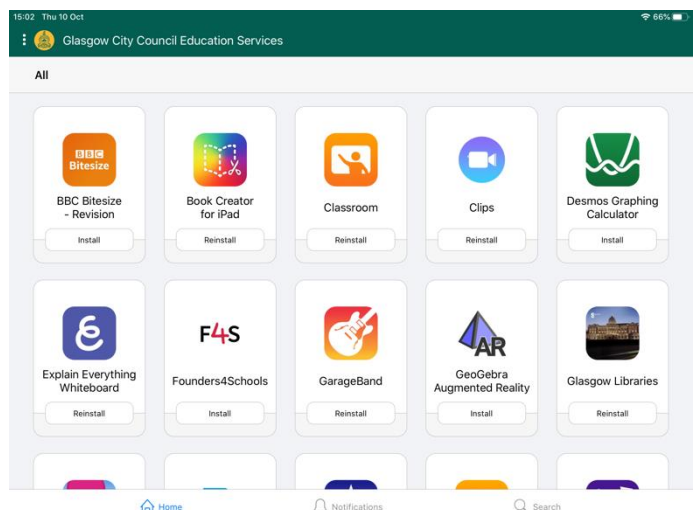 15:02 Thu 10 Oct
66%
Glasgow City Council Education Services
All
BBC
Bitesize
BBC Bitesize
- Revision
Install
Book Creator
for iPad
Reinstall
Classroom
Reinstall
Clips
Reinstall
Desmos Graphing
Calculator
Install
Explain Everything
Whiteboard
Reinstall
F4S
Founders4Schools
Install
GarageBand
Reinstall
AR
GeoGebra
Augmented Reality
Install
Glasgow Libraries
Reinstall
Home
Notifications
Search